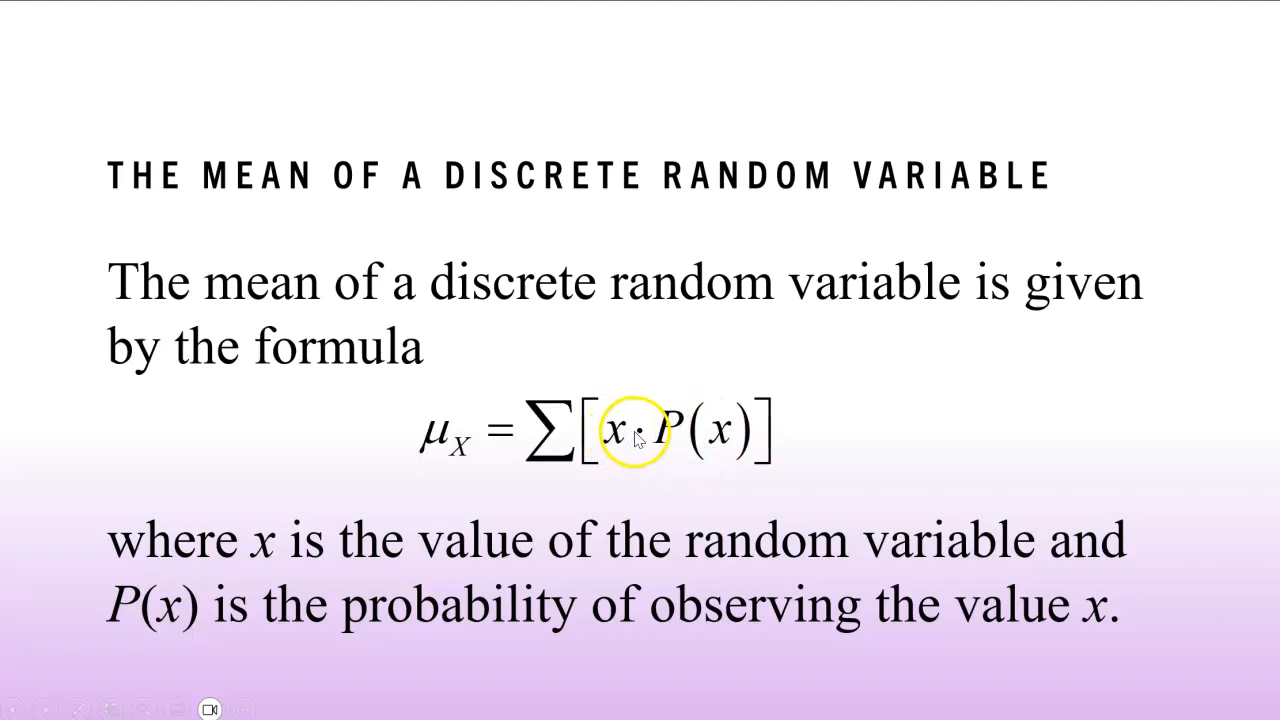 THE MEAN OF A DISCRETE RANDOM VARIABLE
The mean of a discrete random variable is given
by the formula
μ_X = ∑[x · P(x)]
where x is the value of the random variable and
P(x) is the probability of observing the value x.